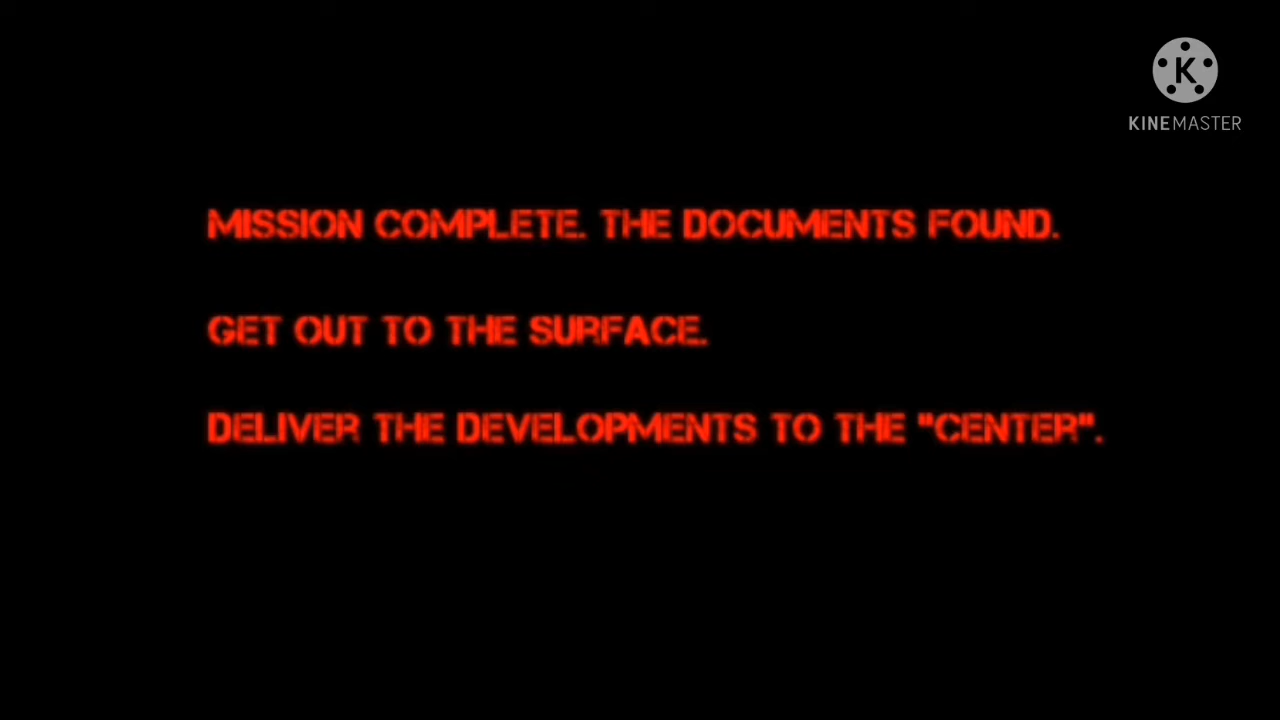 K
KINEMASTER
MISSION COMPLETE. THE DOCUMENTS FOUND.
GET OUT TO THE SURFACE.
DELIVER THE DEVELOPMENTS TO THE "CENTER".